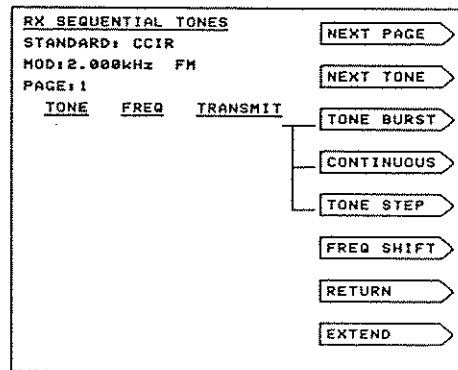 RX SEQUENTIAL TONES
STANDARD: CCIR
MOD:2.000kHz FM
PAGE:1
TONE FREQ TRANSMIT
NEXT PAGE
NEXT TONE
TONE BURST
CONTINUOUS
TONE STEP
FREQ SHIFT
RETURN
EXTEND